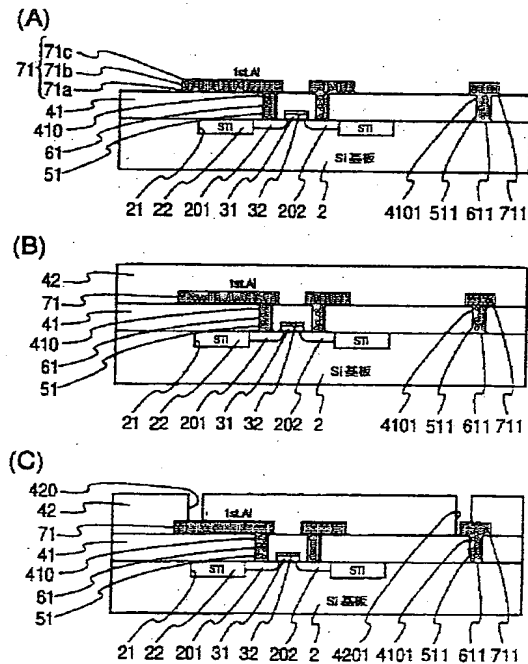 (A)
71c
71 71b
71a
1stAl
41
410
61
51
STI
STI
Si基板
21 22 201 31 32 202 2 4101 511 611 711
(B)
42
71
1stAl
41
410
61
51
STI
STI
Si基板
21 22 201 31 32 202 2 4101 511 611 711
(C)
420
42
71
1stAl
41
410
61
51
STI
STI
Si基板
21 22 201 31 32 202 2 4201 4101 511 611 711